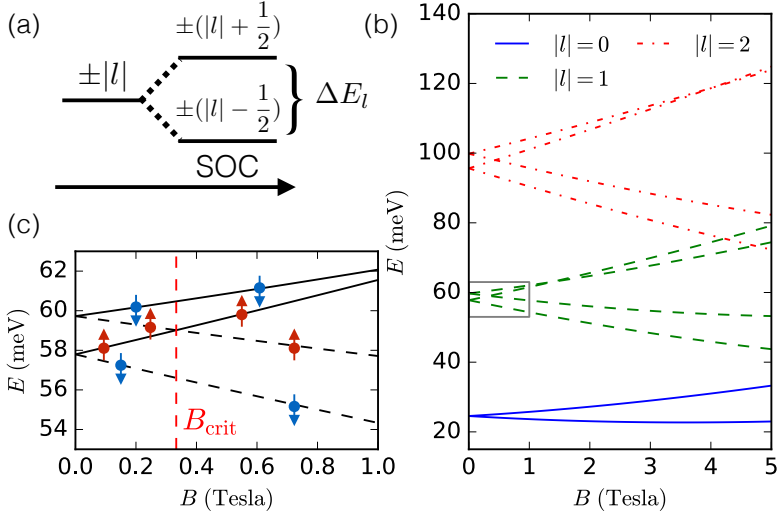 (a)
±|l|
±(|l| + 1/2)
±(|l| − 1/2)
ΔE_l
SOC
(b)
|l| = 0
|l| = 1
|l| = 2
140
120
100
80
60
40
20
E (meV)
0 1 2 3 4 5
B (Tesla)
(c)
62
60
58
56
54
E (meV)
B_crit
0.0 0.2 0.4 0.6 0.8 1.0
B (Tesla)